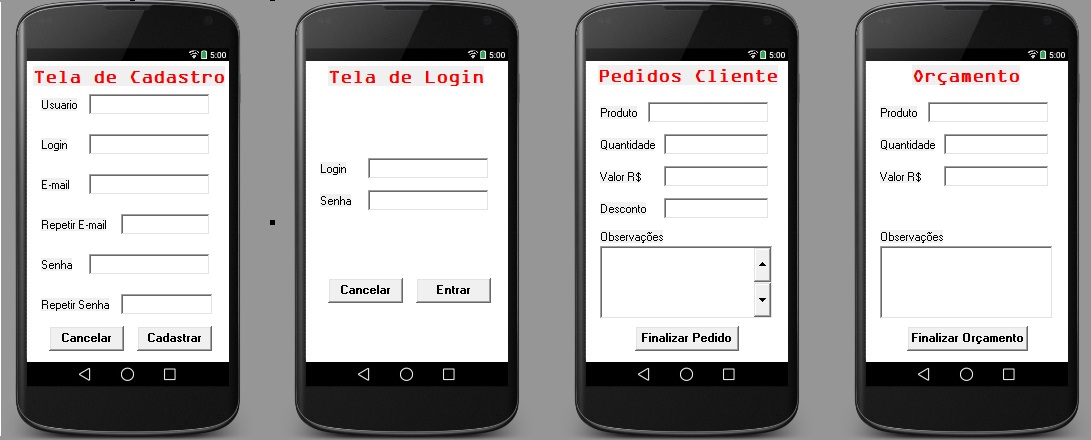 5:00
Tela de Cadastro
Usuario
Login
E-mail
Repetir E-mail
Senha
Repetir Senha
Cancelar Cadastrar
5:00
Tela de Login
Login
Senha
Cancelar Entrar
5:00
Pedidos Cliente
Produto
Quantidade
Valor R$
Desconto
Observações
Finalizar Pedido
5:00
Orçamento
Produto
Quantidade
Valor R$
Observações
Finalizar Orçamento